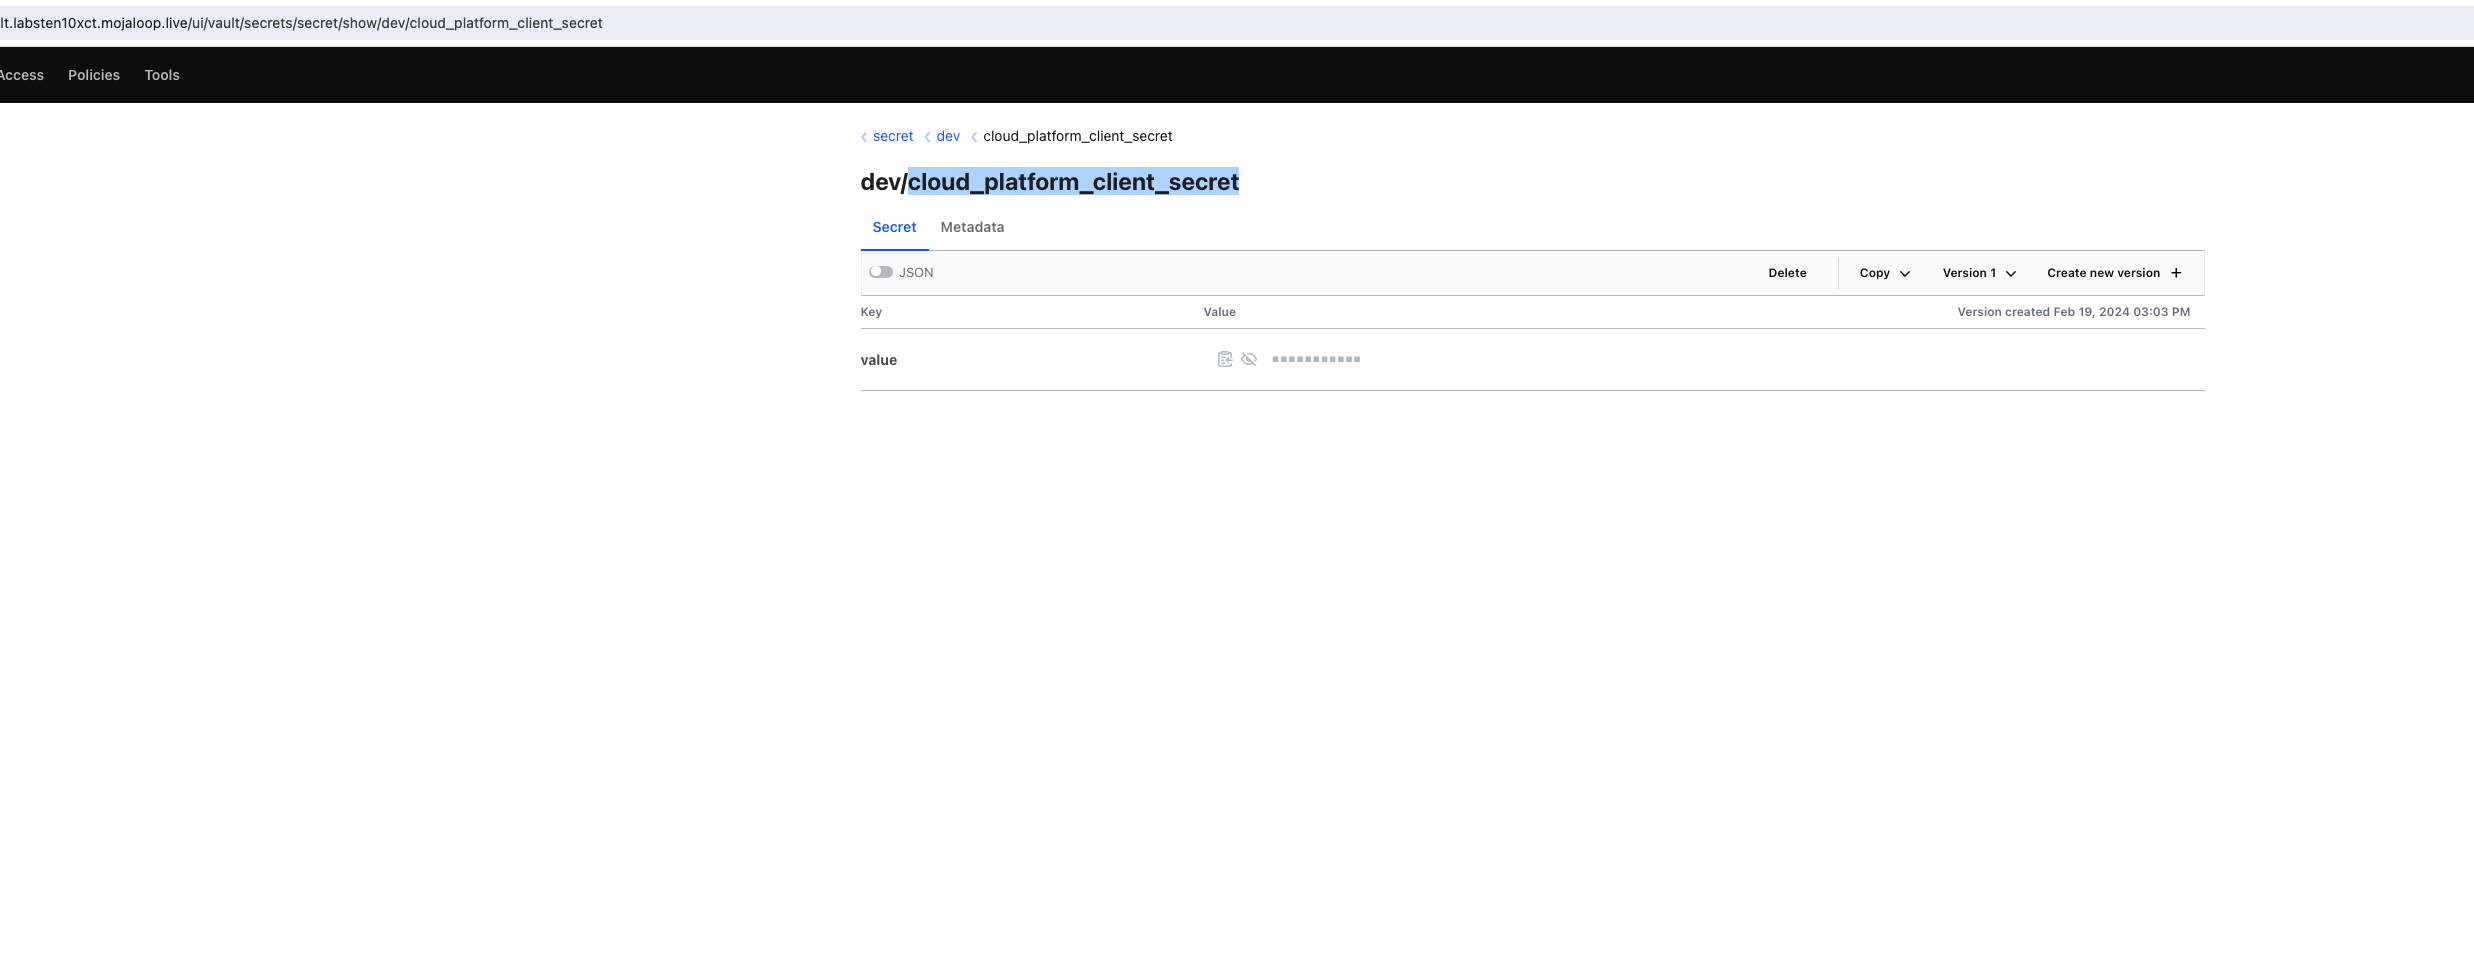 lt.labsten10xct.mojaloop.live/ui/vault/secrets/secret/show/dev/cloud_platform_client_secret
Access Policies Tools
secret dev cloud_platform_client_secret
dev/cloud_platform_client_secret
Secret Metadata
JSON Delete Copy Version 1 Create new version +
Key Value Version created Feb 19, 2024 03:03 PM
value